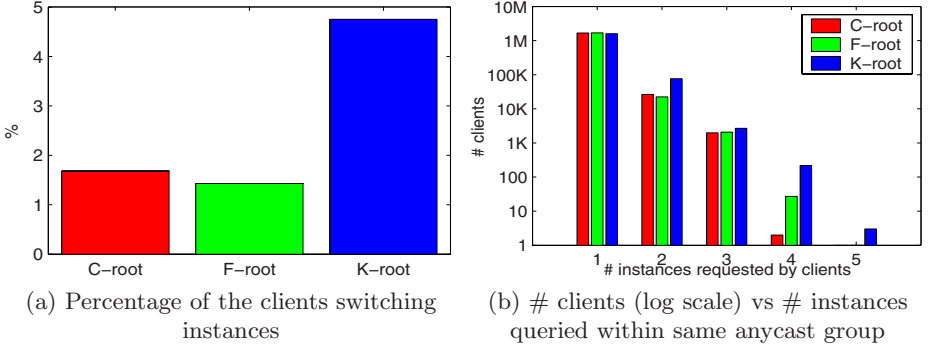 5
4
3
2
1
0
%
C−root
F−root
K−root
(a) Percentage of the clients switching
instances
10M
1M
100K
10K
1K
100
10
1
# clients
C−root
F−root
K−root
1
2
3
4
5
# instances requested by clients
(b) # clients (log scale) vs # instances
queried within same anycast group